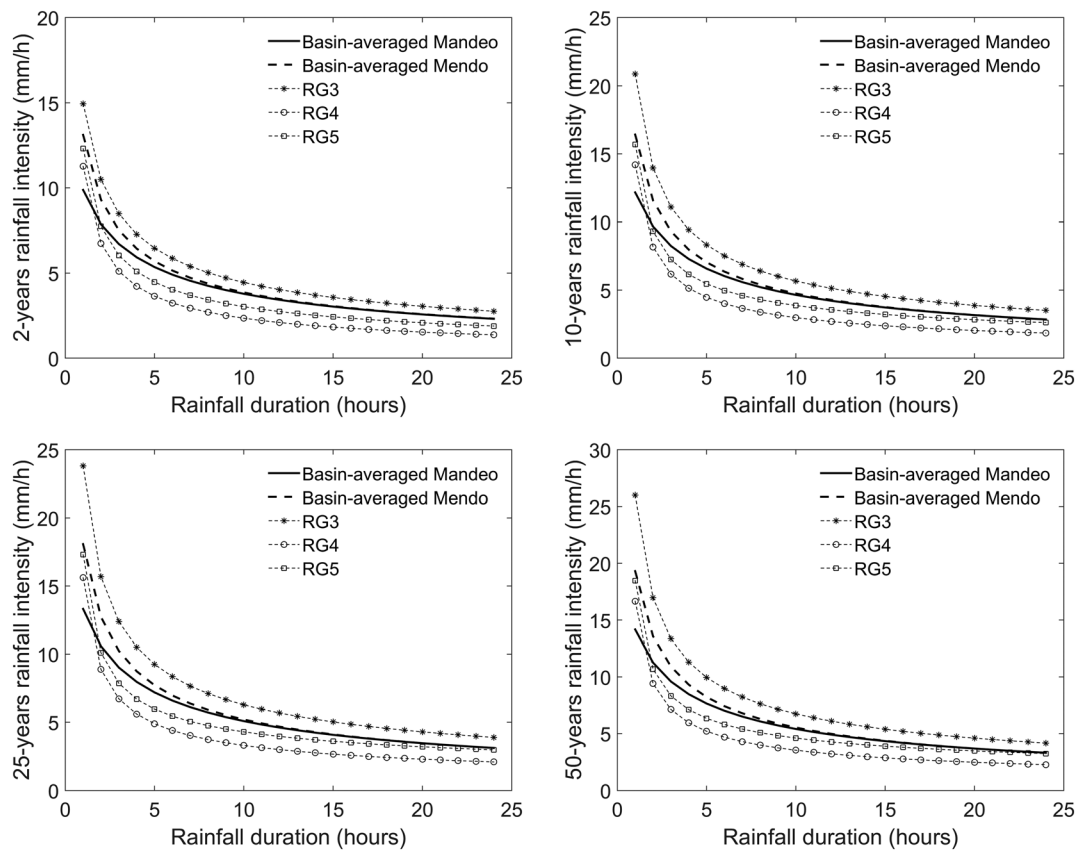 2-years rainfall intensity (mm/h)
20
15
10
5
0
Basin-averaged Mandeo
Basin-averaged Mendo
RG3
RG4
RG5
0 5 10 15 20 25
Rainfall duration (hours)
10-years rainfall intensity (mm/h)
25
20
15
10
5
0
Basin-averaged Mandeo
Basin-averaged Mendo
RG3
RG4
RG5
0 5 10 15 20 25
Rainfall duration (hours)
25-years rainfall intensity (mm/h)
25
20
15
10
5
0
Basin-averaged Mandeo
Basin-averaged Mendo
RG3
RG4
RG5
0 5 10 15 20 25
Rainfall duration (hours)
50-years rainfall intensity (mm/h)
30
25
20
15
10
5
0
Basin-averaged Mandeo
Basin-averaged Mendo
RG3
RG4
RG5
0 5 10 15 20 25
Rainfall duration (hours)